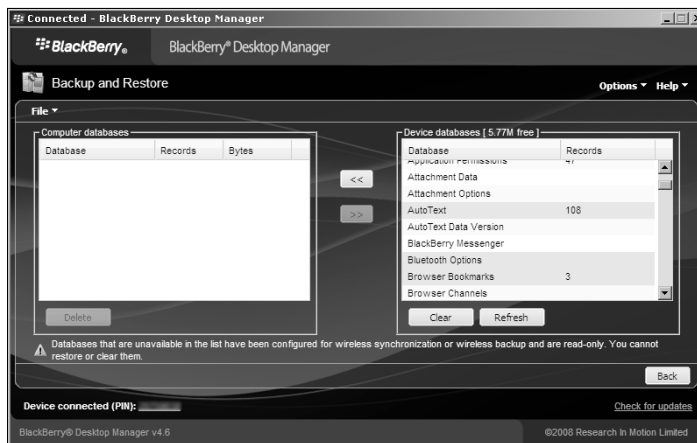 Connected - BlackBerry Desktop Manager
BlackBerry® BlackBerry® Desktop Manager
Backup and Restore Options Help
File
Computer databases Device databases [ 5.77M free ]
Database Records Bytes Database Records
Application Permissions 47
Attachment Data
<< Attachment Options
>> AutoText 108
AutoText Data Version
BlackBerry Messenger
Bluetooth Options
Browser Bookmarks 3
Browser Channels
Delete Clear Refresh
Databases that are unavailable in the list have been configured for wireless synchronization or wireless backup and are read-only. You cannot
restore or clear them.
Back
Device connected (PIN): Check for updates
BlackBerry® Desktop Manager v4.6 ©2008 Research In Motion Limited